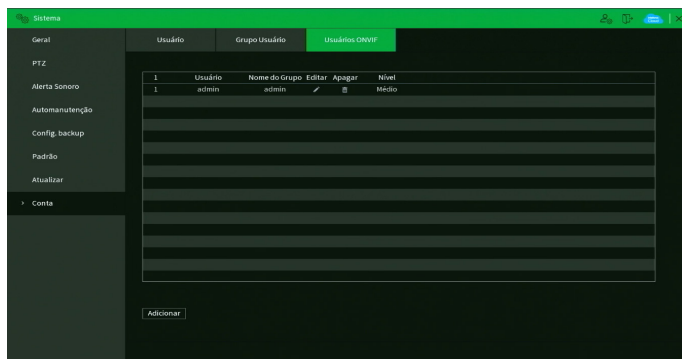 Sistema
Geral
PTZ
Alerta Sonoro
Automanutenção
Config. backup
Padrão
Atualizar
Conta
Usuário Grupo Usuário Usuários ONVIF
1 Usuário Nome do Grupo Editar Apagar Nível
1 admin admin Médio
Adicionar